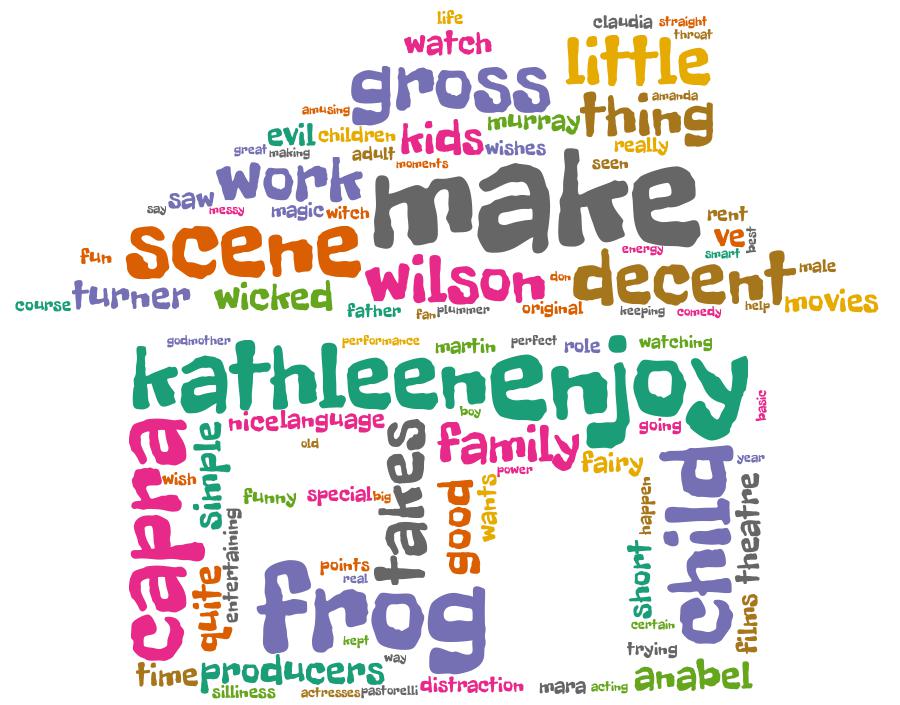 life
claudia straight
throat
watch
little
gross
amanda
amusing
thing
murray
evil children kids
wishes
really
great making adult
moments
seen
work
make
saw
say messy magic witch
rent
ve best
scene
energy smart
fun
wilson don decent male
course turner wicked
father fan plummer original keeping comedy help movies
godmother performance martin perfect role watching
kathleen enjoy
basic
boy
nice language going
capra simple old takes family
power fairy
child year
wish
funny special big
good wants
happen
theatre
entertaining
quite
points
real
frog
short
films
certain
kept
way
trying
time producers
silliness actresses pastorelli distraction mara acting anabel